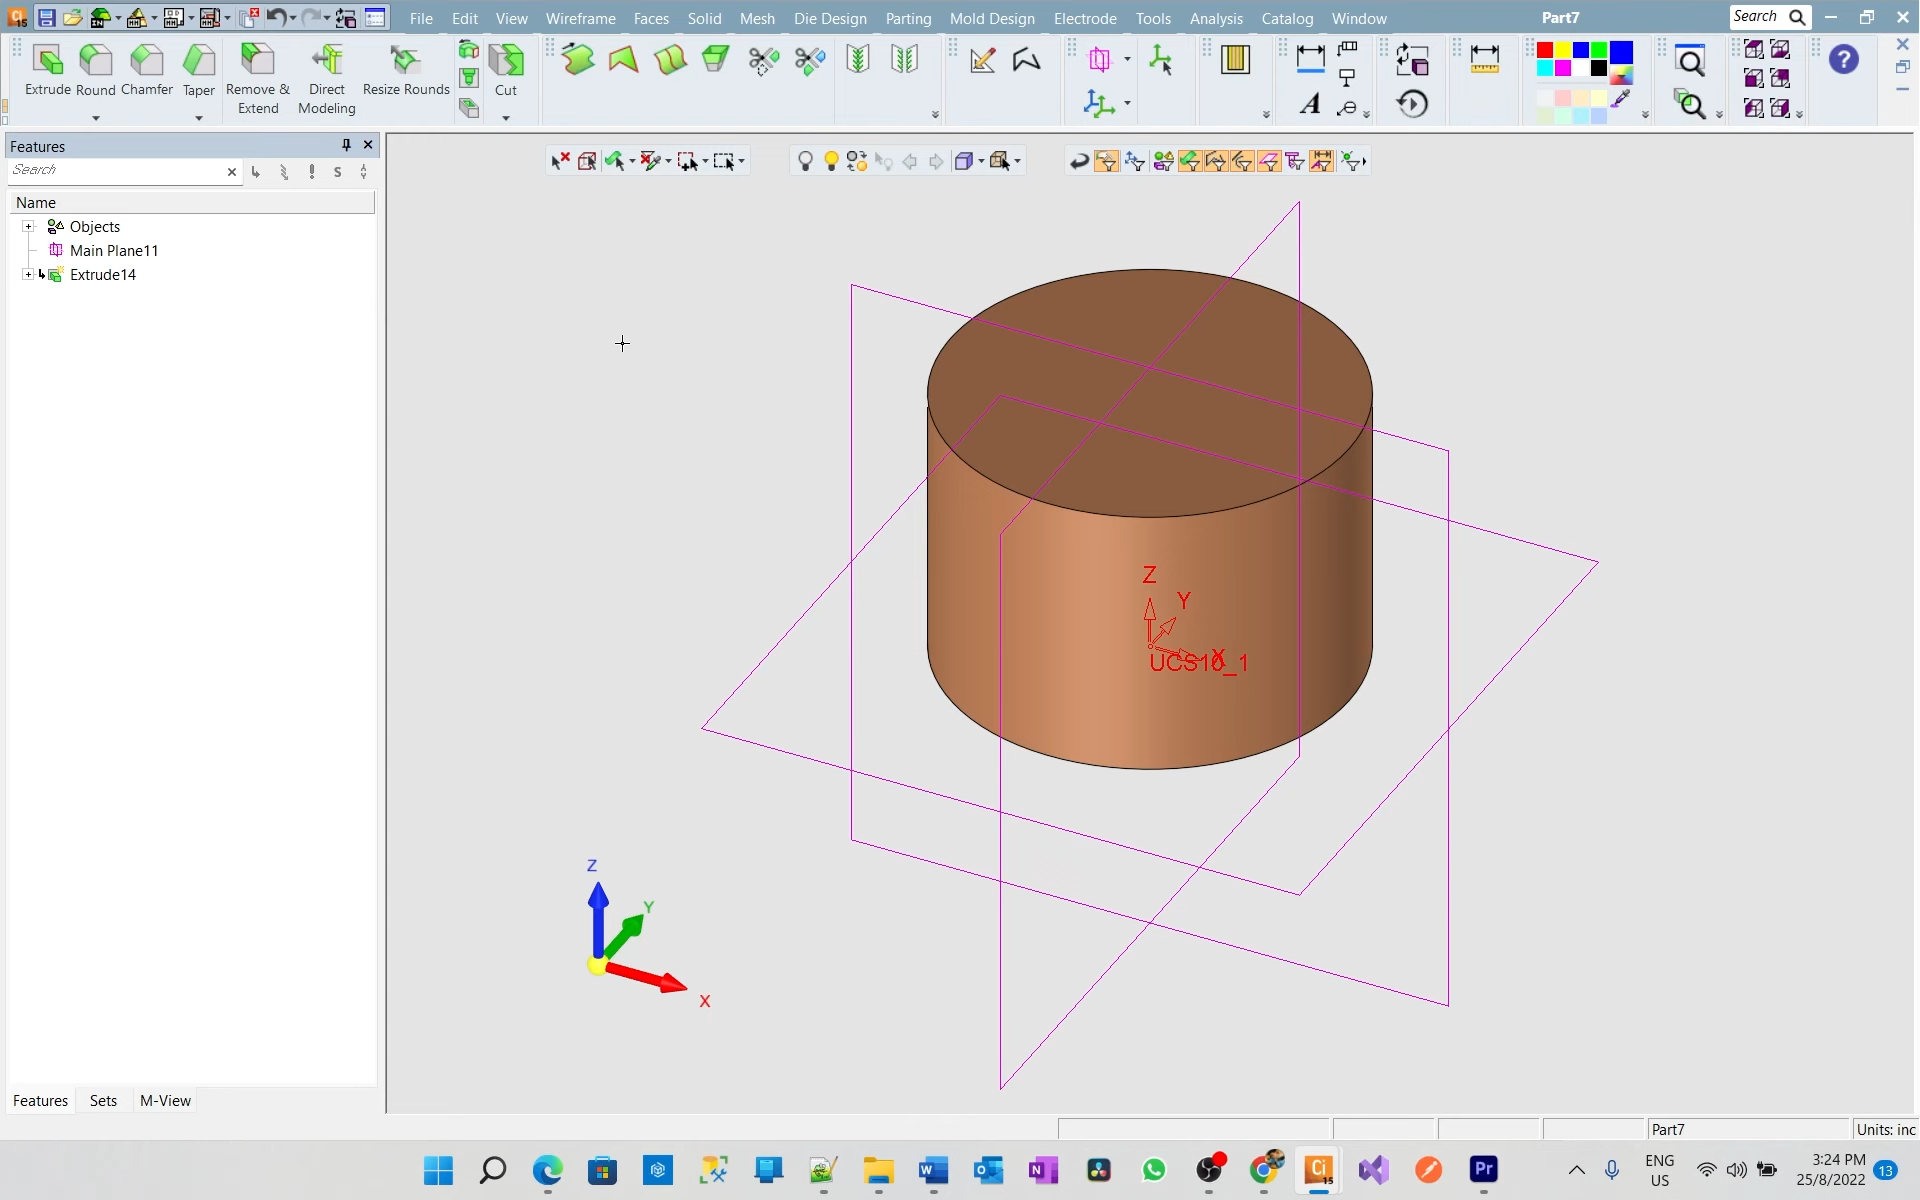 File Edit View Wireframe Faces Solid Mesh Die Design Parting Mold Design Electrode Tools Analysis Catalog Window Part7 Search
Extrude Round Chamfer Taper Remove & Extend Direct Modeling Resize Rounds Cut
Features
Search
Name
Objects
Main Plane11
Extrude14
Z
Y
X
UCS10_1
Z
Y
X
Features Sets M-View
Part7 Units: inc
ENG
US
3:24 PM
25/8/2022
13